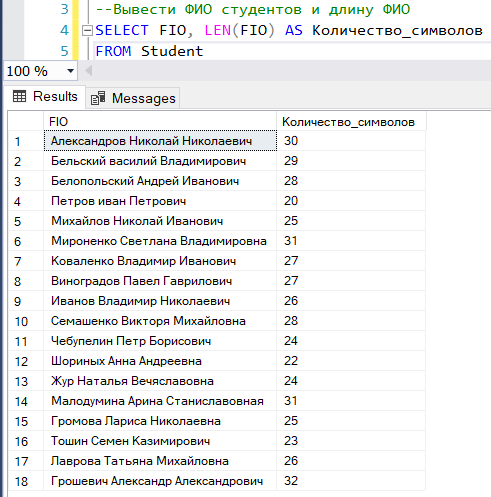 3 --Вывести ФИО студентов и длину ФИО
4 SELECT FIO, LEN(FIO) AS Количество_символов
5 FROM Student
100 %
Results Messages
FIO Количество_символов
1 Александров Николай Николаевич 30
2 Бельский василий Владимирович 29
3 Белопольский Андрей Иванович 28
4 Петров иван Петрович 20
5 Михайлов Николай Иванович 25
6 Мироненко Светлана Владимировна 31
7 Коваленко Владимир Иванович 27
8 Виноградов Павел Гаврилович 27
9 Иванов Владимир Николаевич 26
10 Семашенко Викторя Михайловна 28
11 Чебупелин Петр Борисович 24
12 Шориных Анна Андреевна 22
13 Жур Наталья Вечяславовна 24
14 Малодумина Арина Станиславовная 31
15 Громова Лариса Николаевна 25
16 Тошин Семен Казимирович 23
17 Лаврова Татьяна Михайловна 26
18 Грошевич Александр Александрович 32